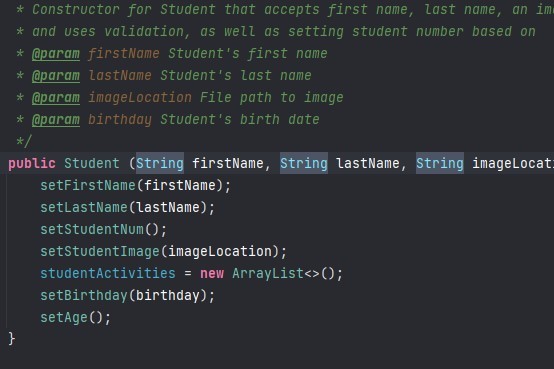 * Constructor for Student that accepts first name, last name, an
* and uses validation, as well as setting student number based on
* @param firstName Student's first name
* @param lastName Student's last name
* @param imageLocation File path to image
* @param birthday Student's birth date
*/
public Student (String firstName, String lastName, String imageLocati
setFirstName(firstName);
setLastName(lastName);
setStudentNum();
setStudentImage(imageLocation);
studentActivities = new ArrayList<>();
setBirthday(birthday);
setAge();
}